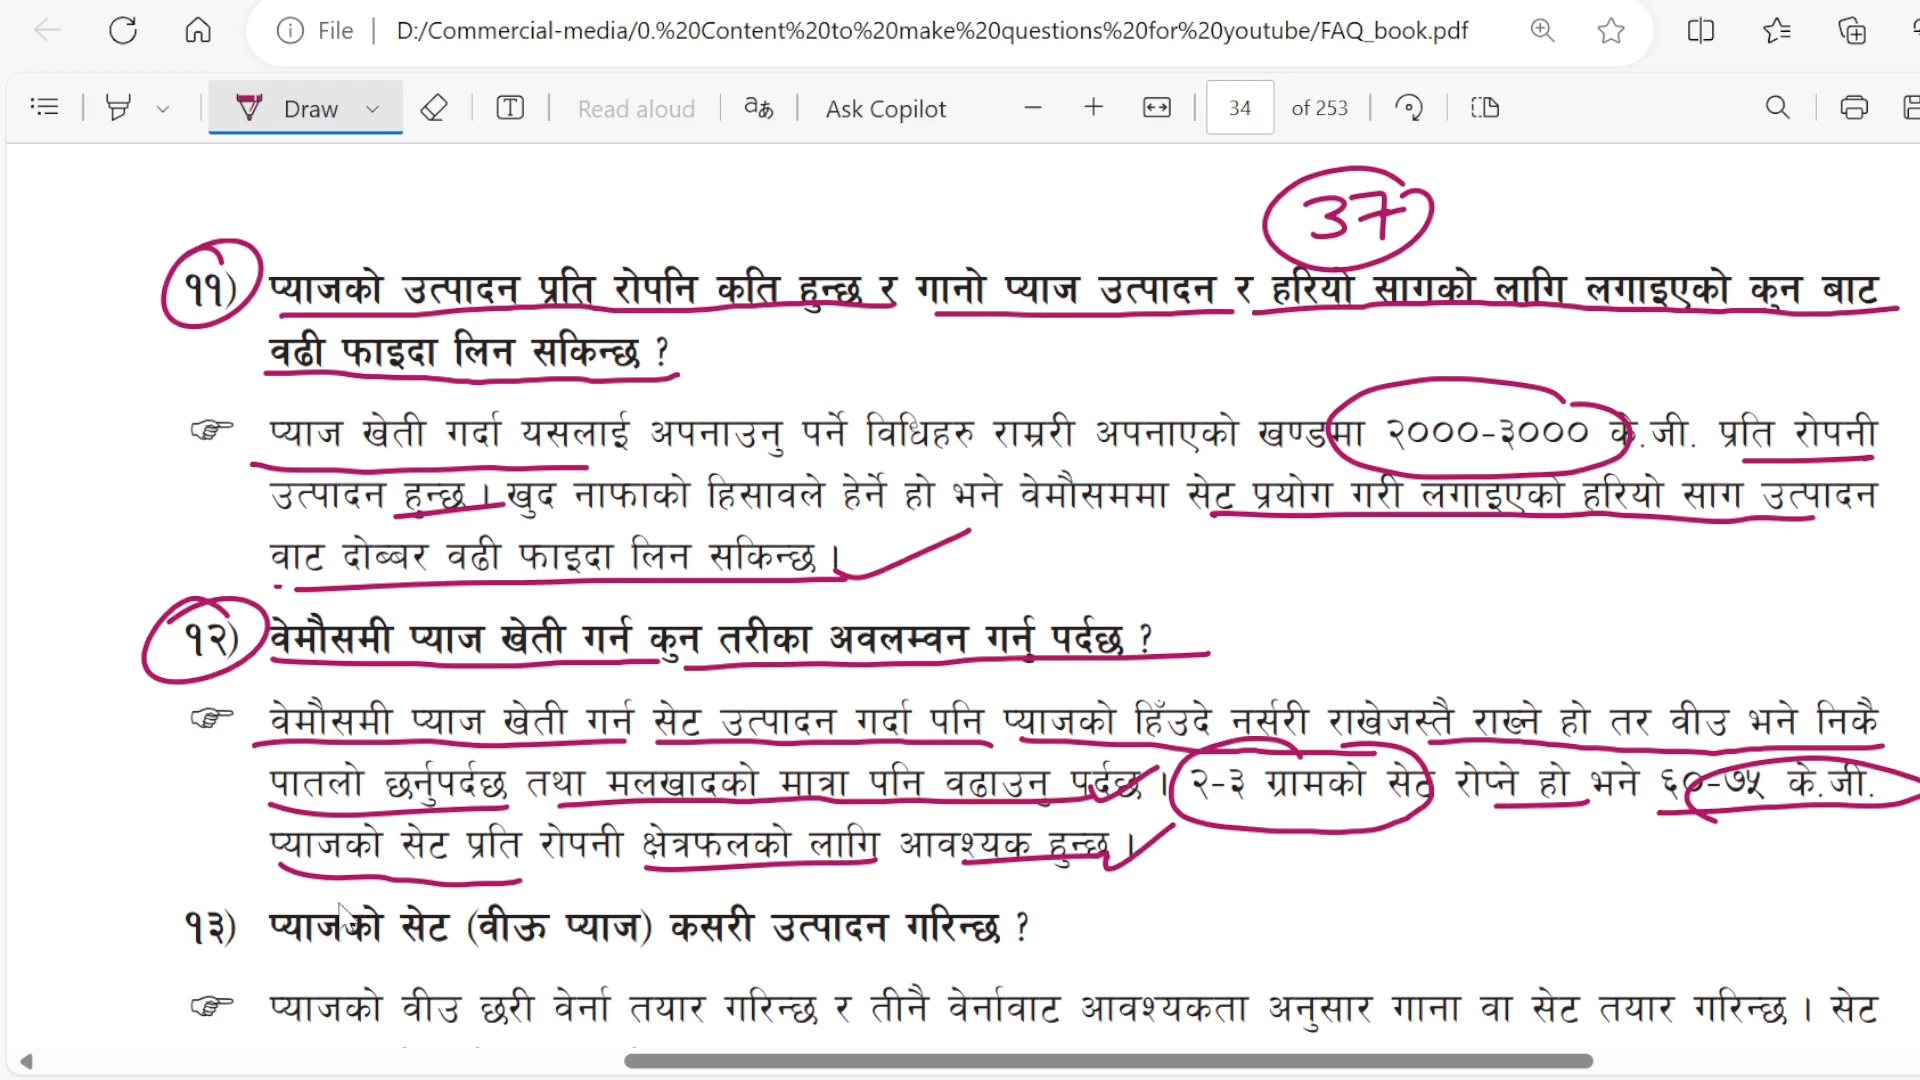 File | D:/Commercial-media/0.%20Content%20to%20make%20questions%20for%20youtube/FAQ_book.pdf
Draw Read aloud aあ Ask Copilot 34 of 253
37
११) प्याजको उत्पादन प्रति रोपनि कति हुन्छ र गानो प्याज उत्पादन र हरियो सागको लागि लगाइएको कुन बाट
वढी फाइदा लिन सकिन्छ ?
☞ प्याज खेती गर्दा यसलाई अपनाउनु पर्ने विधिहरु राम्ररी अपनाएको खण्डमा २०००-३००० के.जी. प्रति रोपनी
उत्पादन हुन्छ । खुद नाफाको हिसावले हेर्ने हो भने वेमौसममा सेट प्रयोग गरी लगाइएको हरियो साग उत्पादन
वाट दोब्बर वढी फाइदा लिन सकिन्छ ।
१२) वेमौसमी प्याज खेती गर्न कुन तरीका अवलम्वन गर्नु पर्दछ ?
☞ वेमौसमी प्याज खेती गर्न सेट उत्पादन गर्दा पनि प्याजको हिँउदे नर्सरी राखेजस्तै राख्ने हो तर वीउ भने निकै
पातलो छर्नुपर्दछ तथा मलखादको मात्रा पनि वढाउनु पर्दछ । २-३ ग्रामको सेट रोप्ने हो भने ६०-७५ के.जी.
प्याजको सेट प्रति रोपनी क्षेत्रफलको लागि आवश्यक हुन्छ ।
१३) प्याजको सेट (वीऊ प्याज) कसरी उत्पादन गरिन्छ ?
☞ प्याजको वीउ छरी वेर्ना तयार गरिन्छ र तीनै वेर्नावाट आवश्यकता अनुसार गाना वा सेट तयार गरिन्छ । सेट